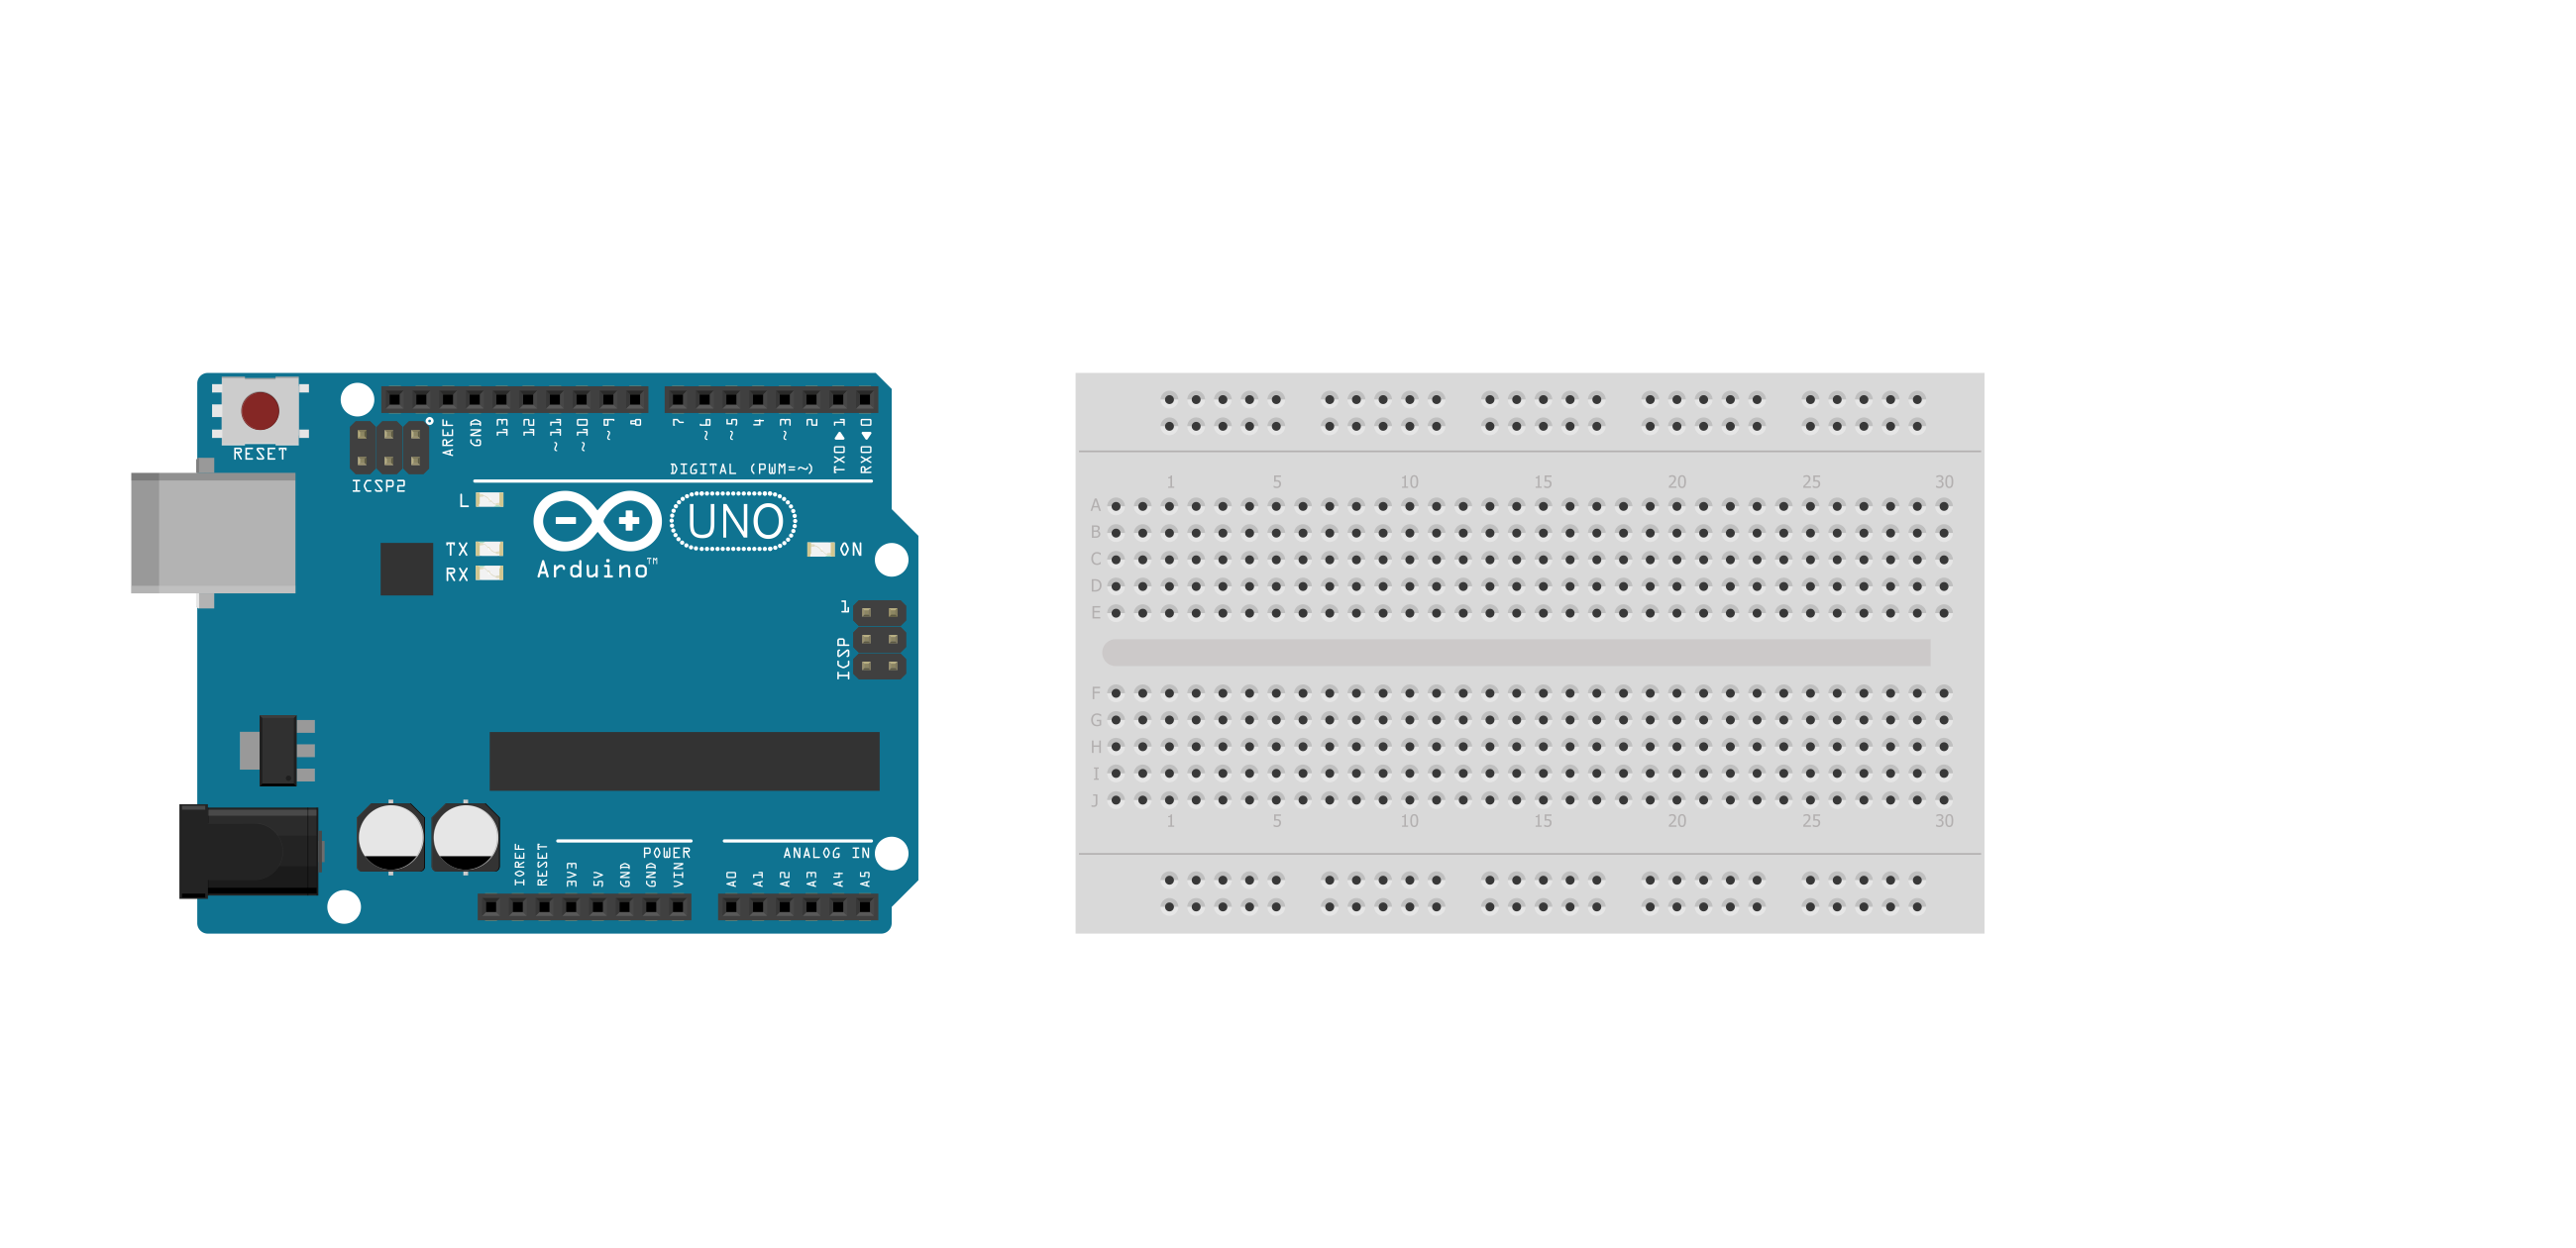 RESET
ICSP2
AREF
GND
13
12
~11
~10
~9
8
7
~6
~5
4
~3
2
TX0▶1
RX0◀0
DIGITAL (PWM=~)
L
TX
RX
Arduino™
UNO
ON
1
ICSP
POWER
ANALOG IN
IOREF
RESET
3V3
5V
GND
GND
VIN
A0
A1
A2
A3
A4
A5
1 5 10 15 20 25 30
A
B
C
D
E
F
G
H
I
J
1 5 10 15 20 25 30